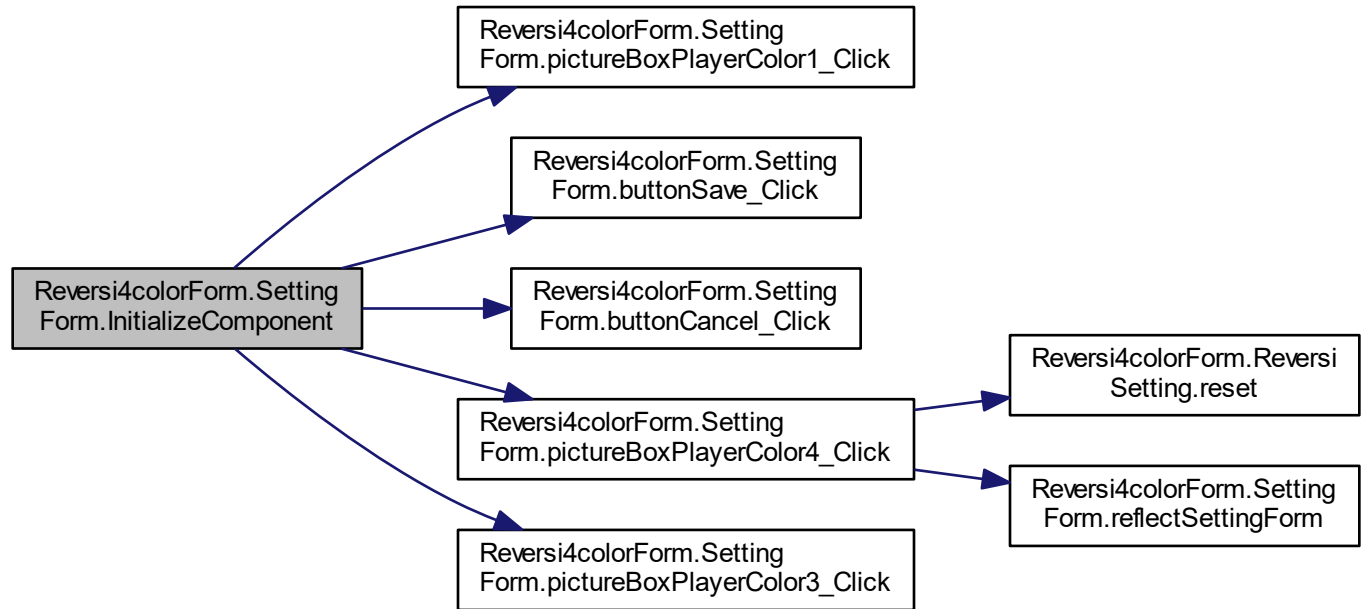 Reversi4colorForm.Setting
Form.pictureBoxPlayerColor1_Click
Reversi4colorForm.Setting
Form.buttonSave_Click
Reversi4colorForm.Setting
Form.InitializeComponent
Reversi4colorForm.Setting
Form.buttonCancel_Click
Reversi4colorForm.Setting
Form.pictureBoxPlayerColor4_Click
Reversi4colorForm.Reversi
Setting.reset
Reversi4colorForm.Setting
Form.reflectSettingForm
Reversi4colorForm.Setting
Form.pictureBoxPlayerColor3_Click